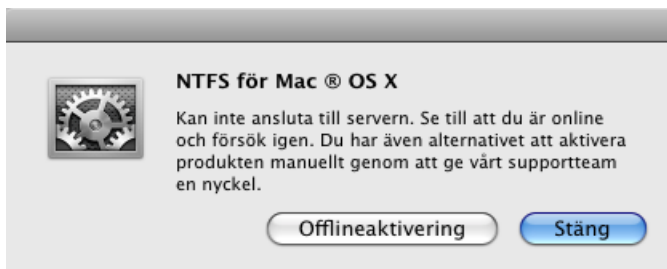 NTFS för Mac ® OS X
Kan inte ansluta till servern. Se till att du är online
och försök igen. Du har även alternativet att aktivera
produkten manuellt genom att ge vårt supportteam
en nyckel.
Offlineaktivering
Stäng